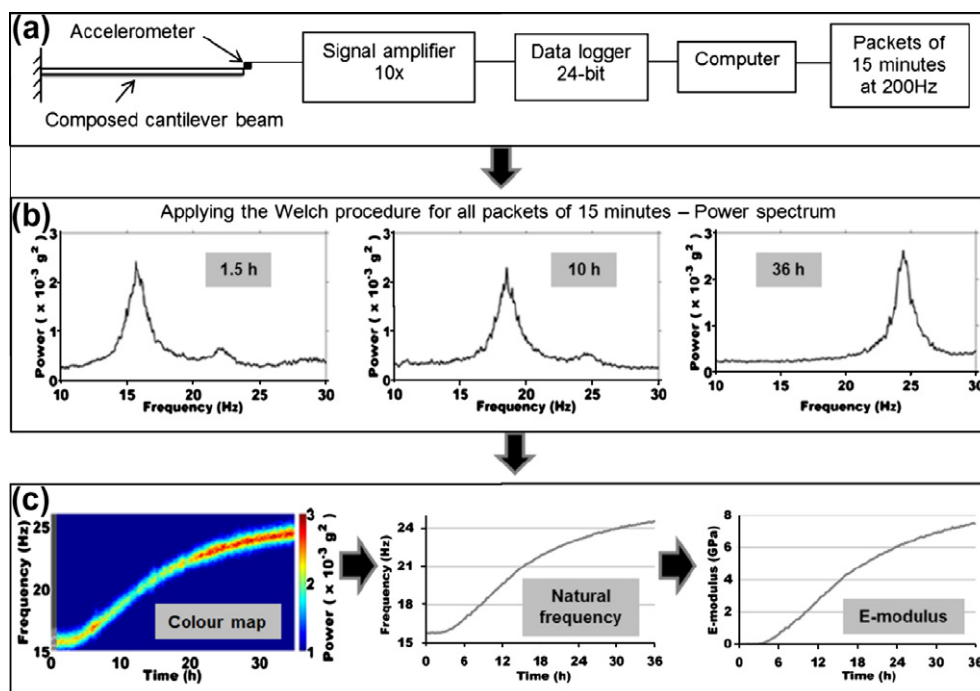 (a)
Accelerometer
Composed cantilever beam
Signal amplifier
10x
Data logger
24-bit
Computer
Packets of
15 minutes
at 200Hz
(b)
Applying the Welch procedure for all packets of 15 minutes – Power spectrum
Power ( x 10⁻³ g²)
3
2
1
0
1.5 h
10 15 20 25 30
Frequency (Hz)
Power ( x 10⁻³ g²)
3
2
1
0
10 h
10 15 20 25 30
Frequency (Hz)
Power ( x 10⁻³ g²)
3
2
1
0
36 h
10 15 20 25 30
Frequency (Hz)
(c)
Frequency (Hz)
25
20
15
Colour map
0 10 20 30
Time (h)
3
2
1
Power ( × 10⁻³ g²)
Frequency (Hz)
24
21
18
15
Natural
frequency
0 6 12 18 24 30 36
Time (h)
E-modulus (GPa)
8
6
4
2
0
E-modulus
0 6 12 18 24 30 36
Time (h)